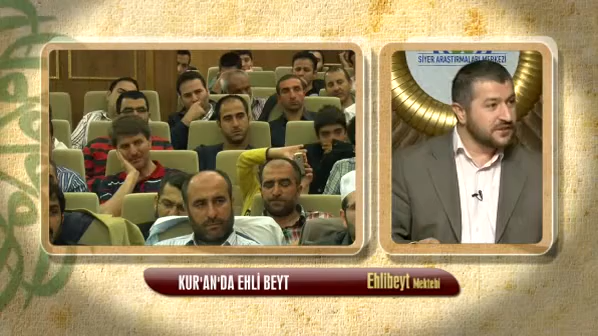 SİYER ARAŞTIRMALARI MERKEZİ
KUR'AN'DA EHLİ BEYT
Ehlibeyt Mektebi